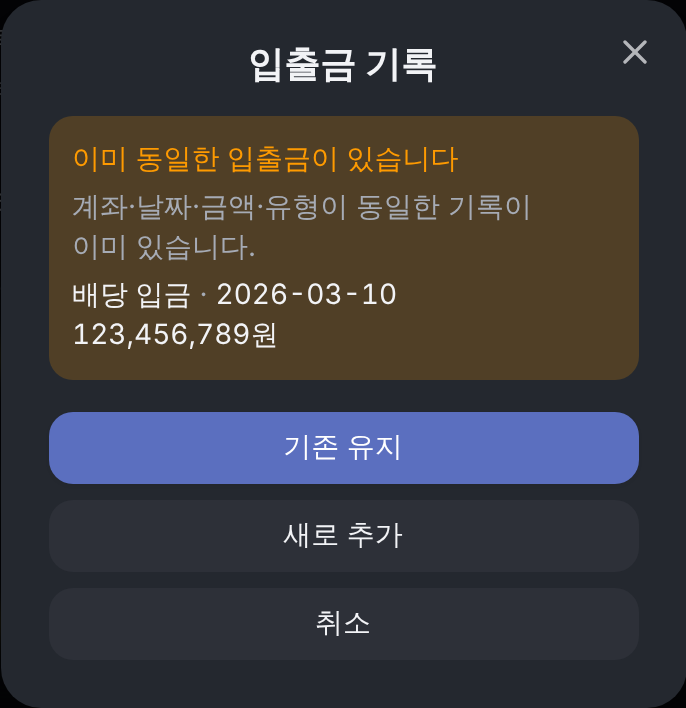 입출금 기록
이미 동일한 입출금이 있습니다
계좌·날짜·금액·유형이 동일한 기록이
이미 있습니다.
배당 입금 · 2026-03-10
123,456,789원
기존 유지
새로 추가
취소